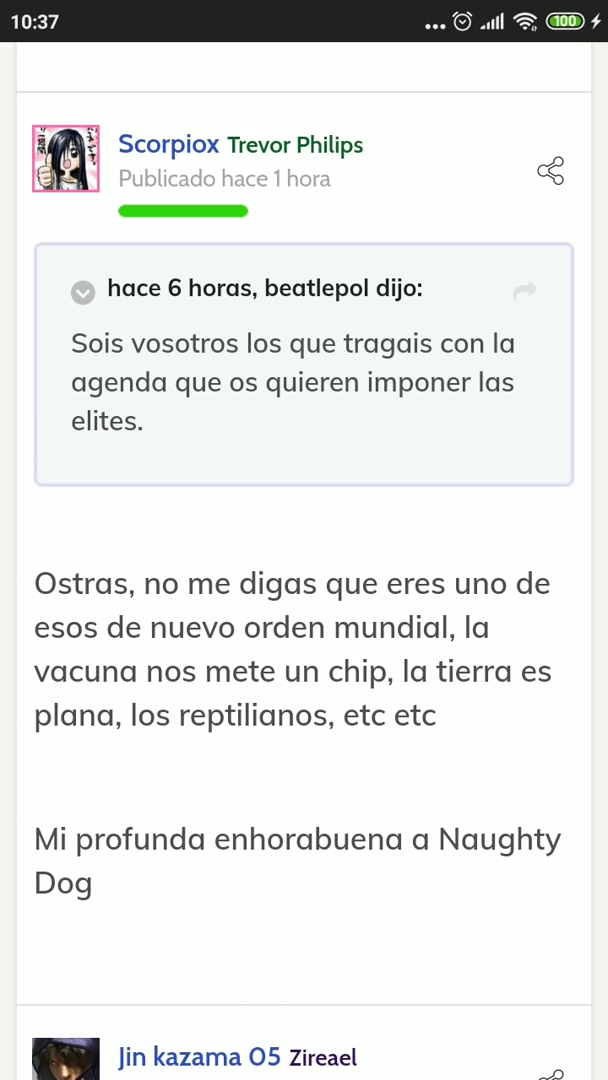 10:37
100
Scorpiox Trevor Philips
Publicado hace 1 hora
hace 6 horas, beatlepol dijo:
Sois vosotros los que tragais con la
agenda que os quieren imponer las
elites.
Ostras, no me digas que eres uno de
esos de nuevo orden mundial, la
vacuna nos mete un chip, la tierra es
plana, los reptilianos, etc etc
Mi profunda enhorabuena a Naughty
Dog
Jin kazama 05 Zireael